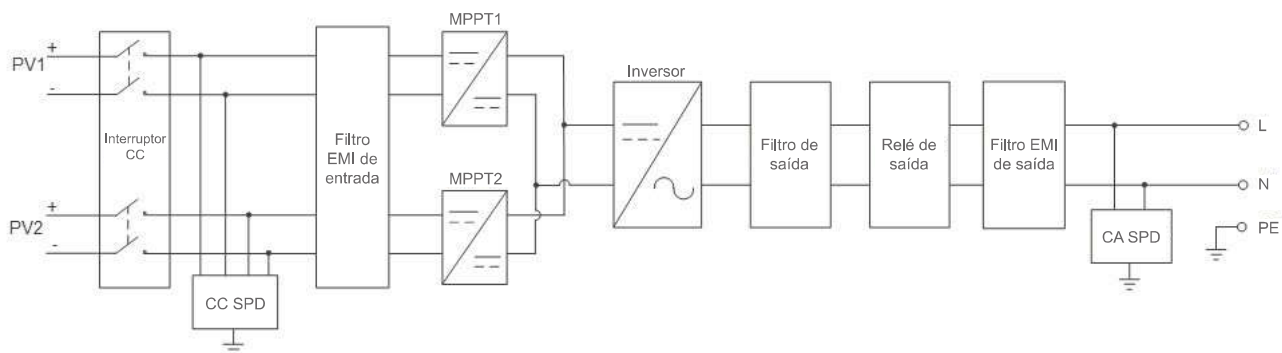 PV1
+
-
PV2
+
-
Interruptor
CC
CC SPD
Filtro
EMI de
entrada
MPPT1
MPPT2
Inversor
Filtro de
saída
Relé de
saída
Filtro EMI
de saída
CA SPD
L
N
PE